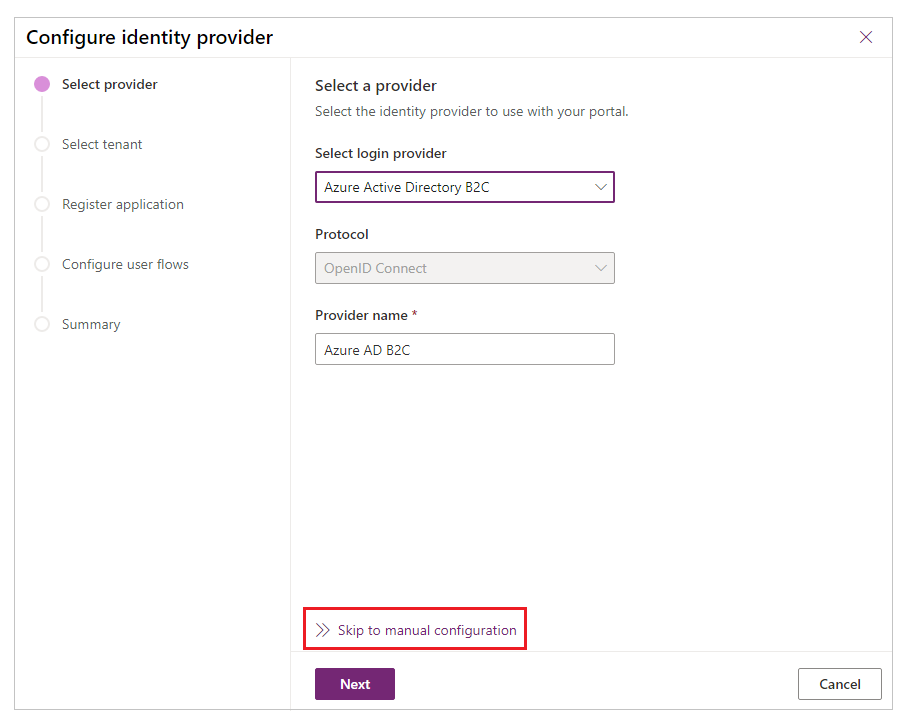 Configure identity provider
Select provider
Select tenant
Register application
Configure user flows
Summary
Select a provider
Select the identity provider to use with your portal.
Select login provider
Azure Active Directory B2C
Protocol
OpenID Connect
Provider name *
Azure AD B2C
Skip to manual configuration
Next
Cancel